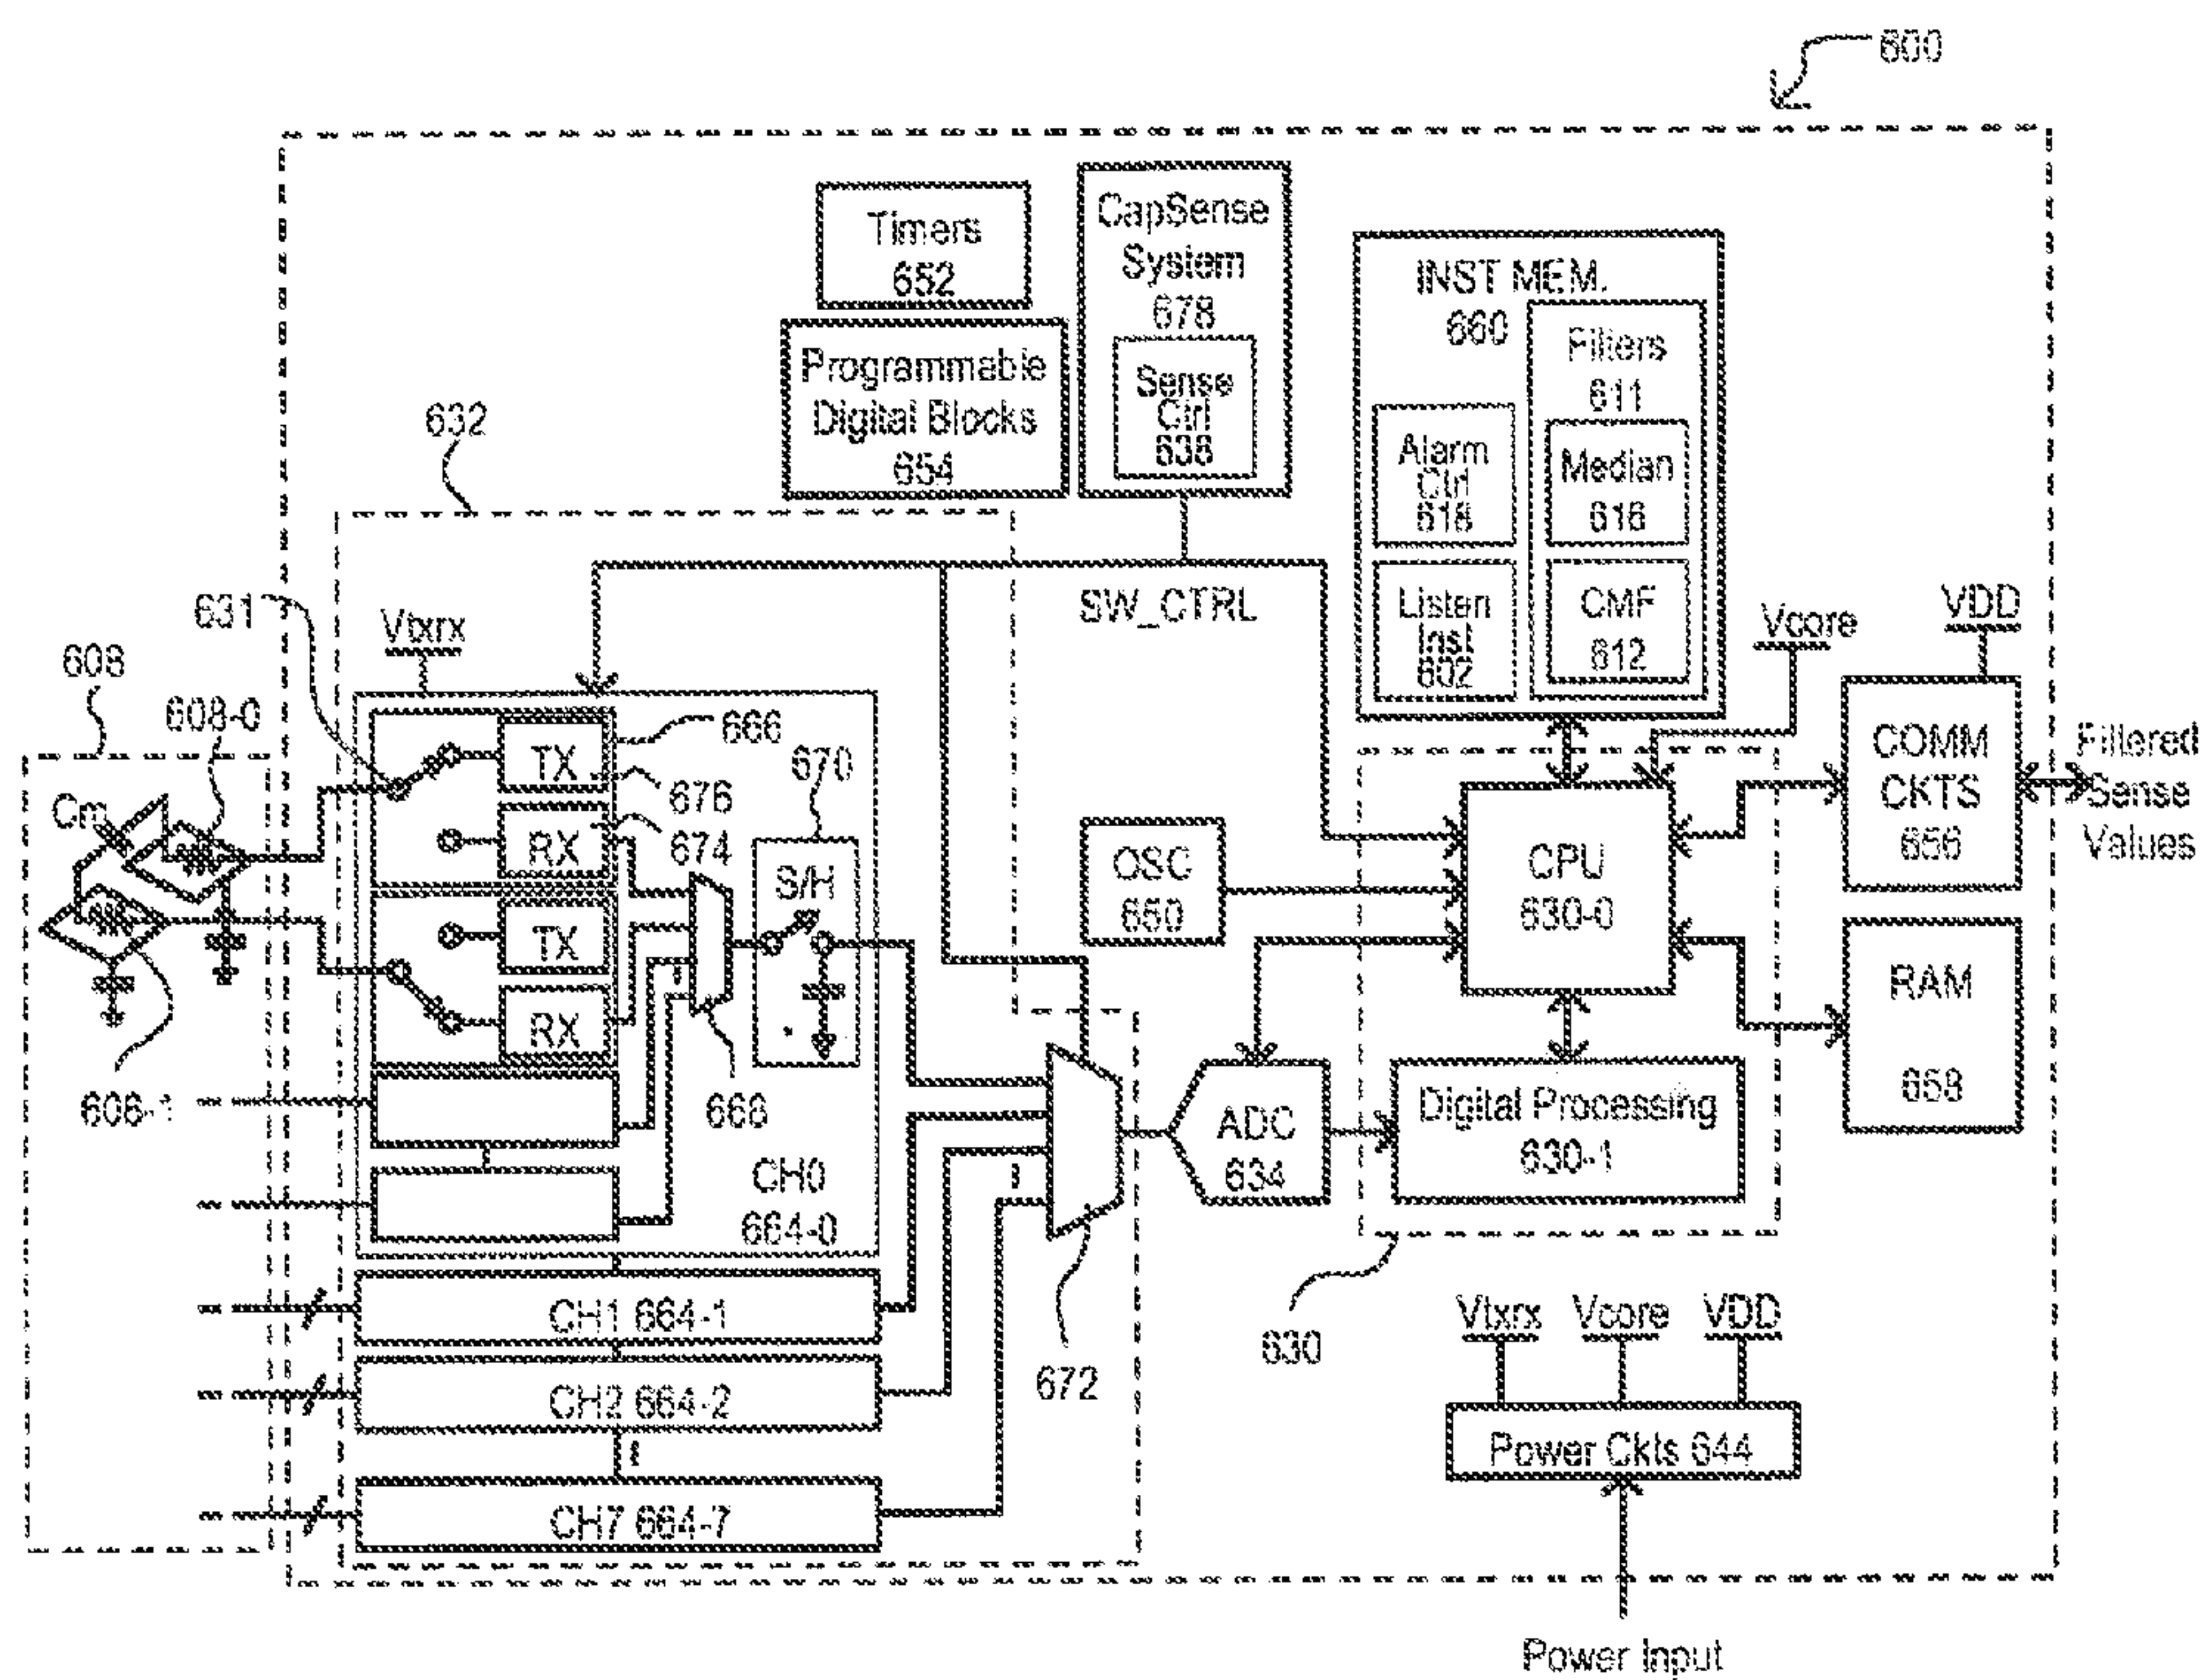 600
Timers
652
CapSense
System
678
Sense
Ctrl
638
Programmable
Digital Blocks
654
INST MEM.
660
Filters
611
Median
616
CMF
612
Alarm
Ctrl
618
Listen
Inst
602
632
631
Vtxrx
SW_CTRL
Vcore
VDD
608
608-0
Cm
608-1
TX
RX
TX
RX
666
676
674
670
S/H
668
CH0
664-0
CH1 664-1
CH2 664-2
CH7 664-7
672
OSC
650
ADC
634
CPU
630-0
Digital Processing
630-1
630
COMM
CKTS
656
RAM
658
Filtered
Sense
Values
Vtxrx
Vcore
VDD
Power Ckts 644
Power Input